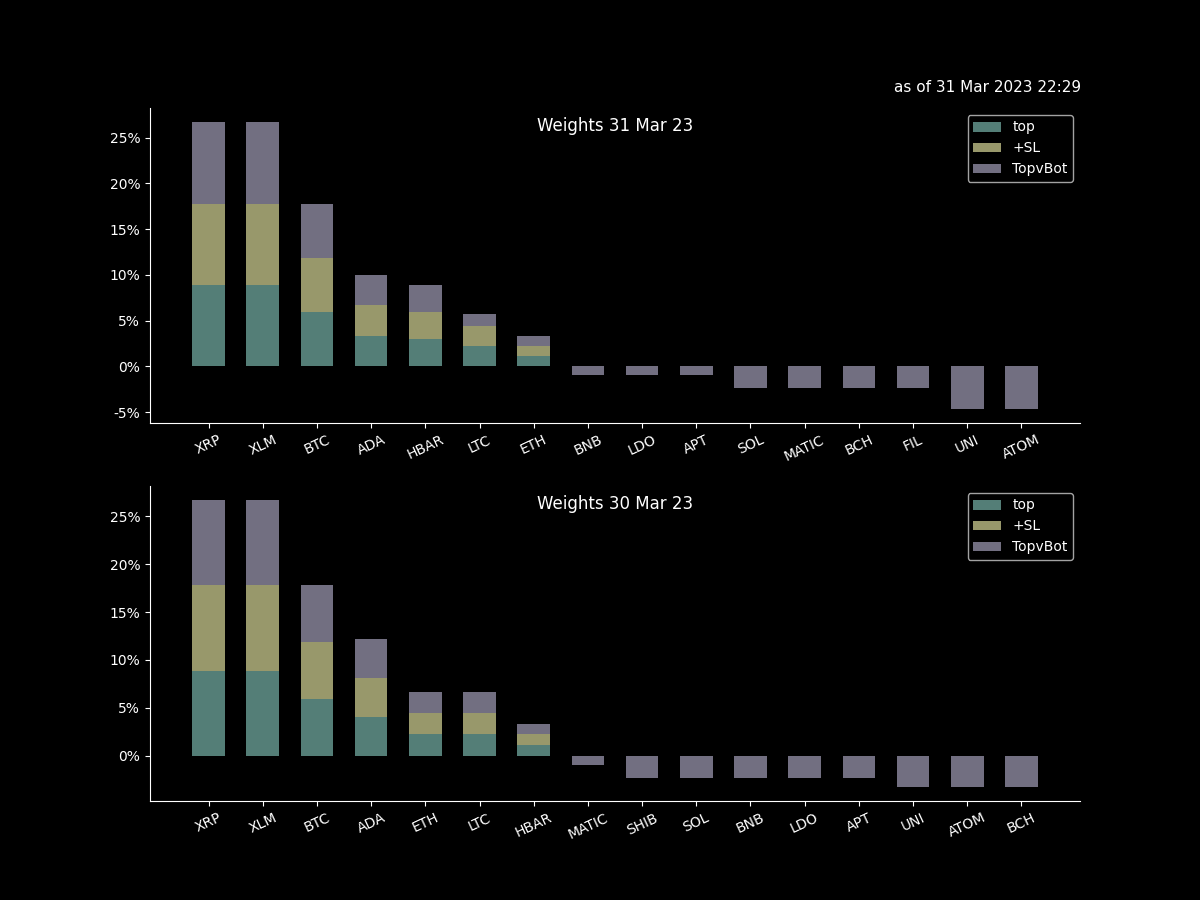 as of 31 Mar 2023 22:29
Weights 31 Mar 23
top
+SL
TopvBot
25%
20%
15%
10%
5%
0%
-5%
XRP XLM BTC ADA HBAR LTC ETH BNB LDO APT SOL MATIC BCH FIL UNI ATOM
Weights 30 Mar 23
top
+SL
TopvBot
25%
20%
15%
10%
5%
0%
XRP XLM BTC ADA ETH LTC HBAR MATIC SHIB SOL BNB LDO APT UNI ATOM BCH